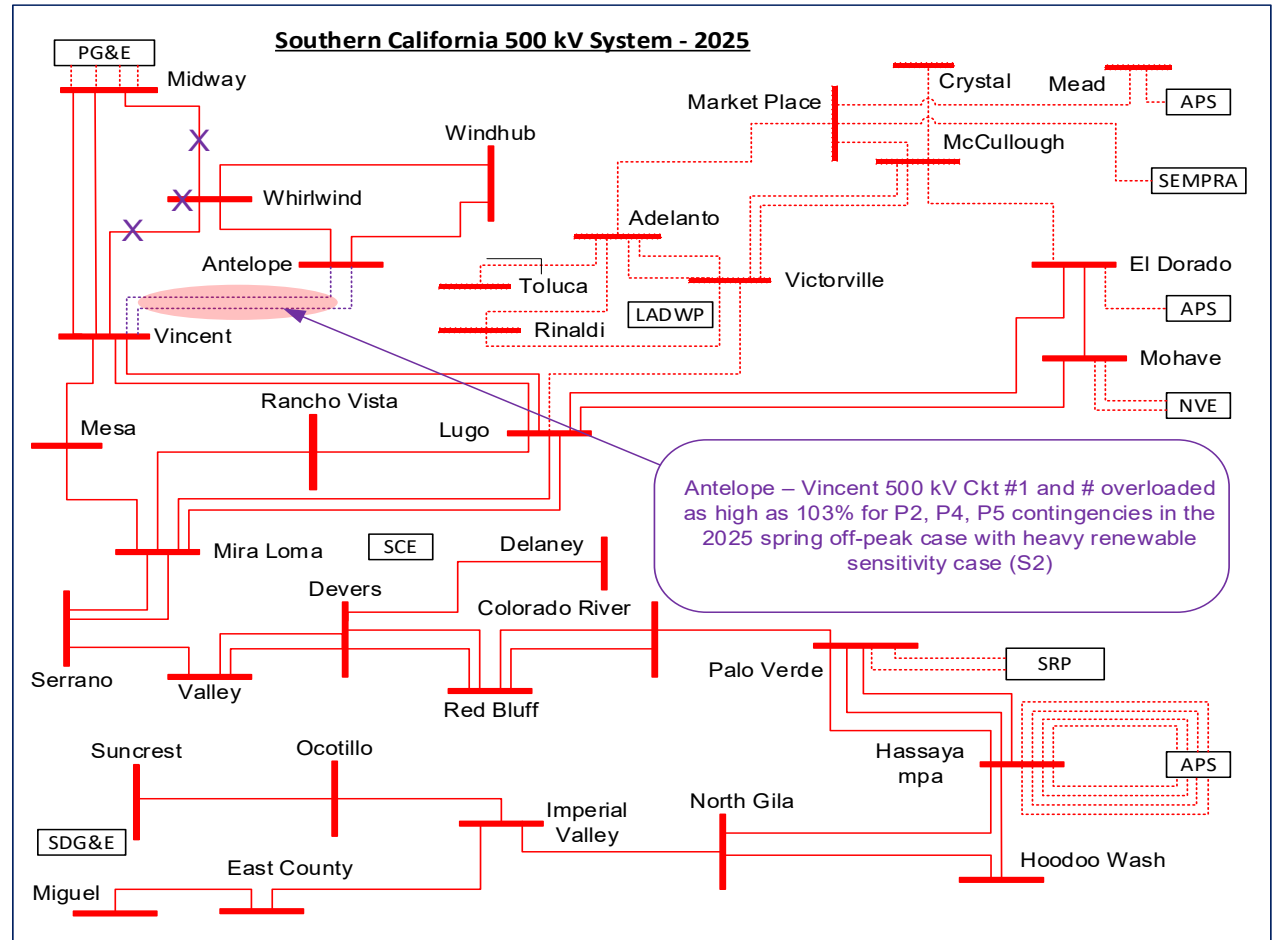 Southern California 500 kV System - 2025
PG&E
Midway
Crystal
Mead
Market Place
APS
Windhub
McCullough
Whirlwind
SEMPRA
Adelanto
Antelope
El Dorado
Toluca
Victorville
APS
LADWP
Rinaldi
Vincent
Mohave
Rancho Vista
NVE
Mesa
Lugo
Antelope – Vincent 500 kV Ckt #1 and # overloaded
as high as 103% for P2, P4, P5 contingencies in the
2025 spring off-peak case with heavy renewable
sensitivity case (S2)
Mira Loma
SCE
Delaney
Devers
Colorado River
Palo Verde
SRP
Serrano
Valley
Red Bluff
Suncrest
Ocotillo
Hassaya
mpa
APS
North Gila
Imperial
Valley
SDG&E
East County
Hoodoo Wash
Miguel
X
X
X